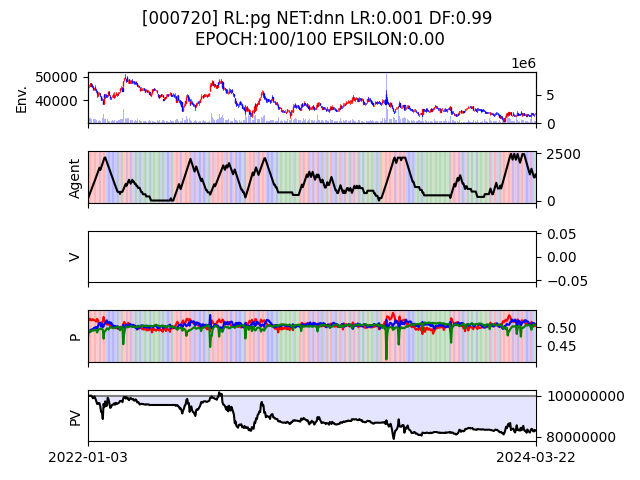 [000720] RL:pg NET:dnn LR:0.001 DF:0.99
EPOCH:100/100 EPSILON:0.00
1e6
Env.
50000
40000
5
0
Agent
2500
0
V
0.05
0.00
−0.05
P
0.50
0.45
PV
100000000
80000000
2022-01-03
2024-03-22